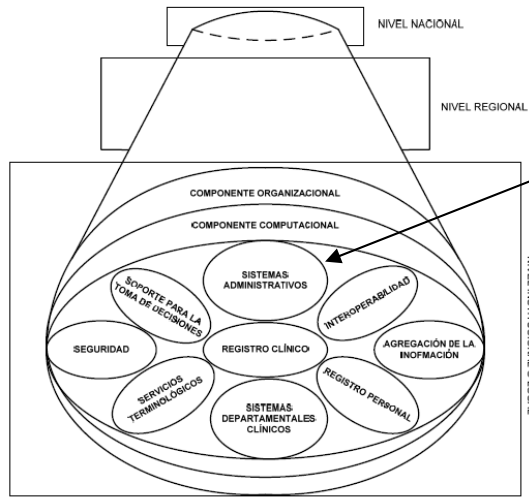 NIVEL NACIONAL
NIVEL REGIONAL
COMPONENTE ORGANIZACIONAL
COMPONENTE COMPUTACIONAL
SISTEMAS
ADMINISTRATIVOS
SOPORTE PARA LA
TOMA DE DECISIONES
INTEROPERABILIDAD
SEGURIDAD
REGISTRO CLÍNICO
AGREGACIÓN DE LA
INOFMACIÓN
SERVICIOS
TERMINOLÓGICOS
REGISTRO PERSONAL
SISTEMAS
DEPARTAMENTALES
CLÍNICOS